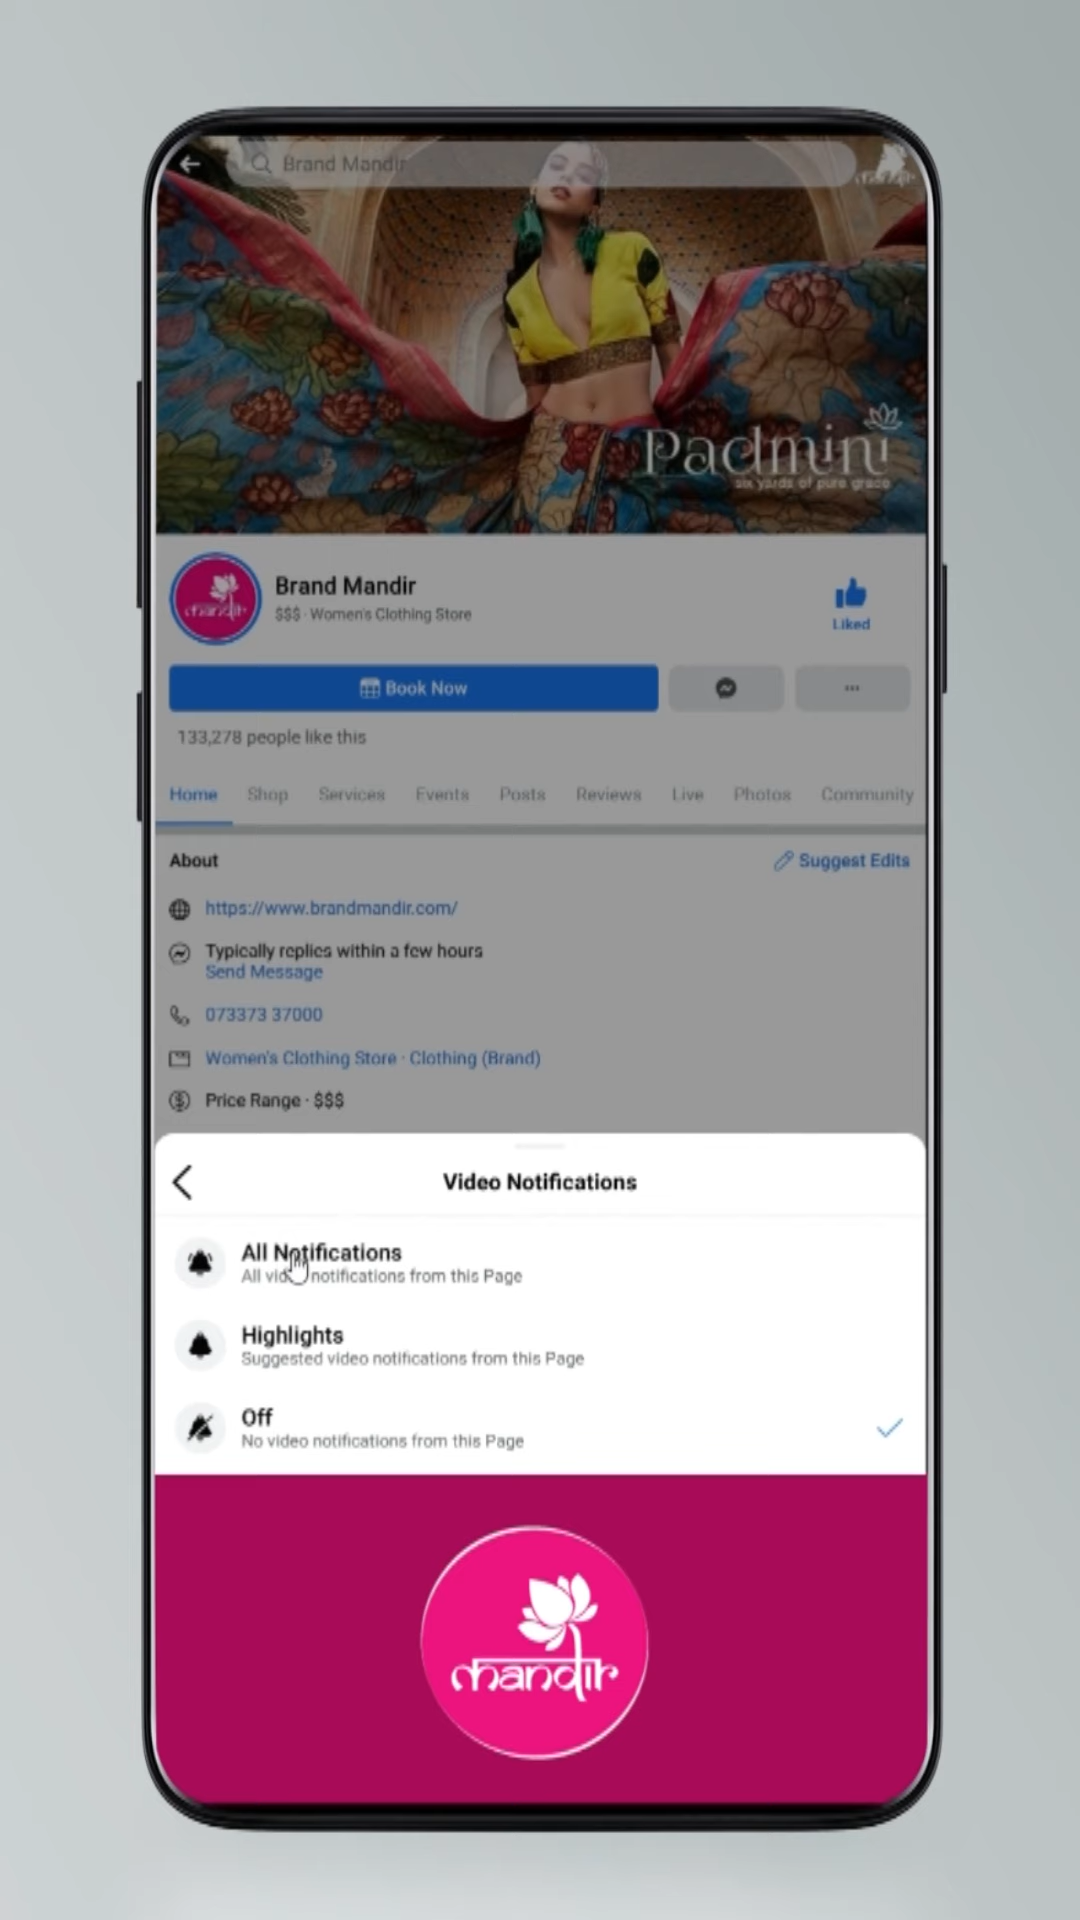 Brand Mandir
mandir
Padmini
six yards of pure grace
mandir
Brand Mandir
$$$ · Women's Clothing Store
Liked
Book Now
...
133,278 people like this
Home Shop Services Events Posts Reviews Live Photos Community
About
Suggest Edits
https://www.brandmandir.com/
Typically replies within a few hours
Send Message
073373 37000
Women's Clothing Store · Clothing (Brand)
Price Range · $$$
Video Notifications
All Notifications
All video notifications from this Page
Highlights
Suggested video notifications from this Page
Off
No video notifications from this Page
mandir